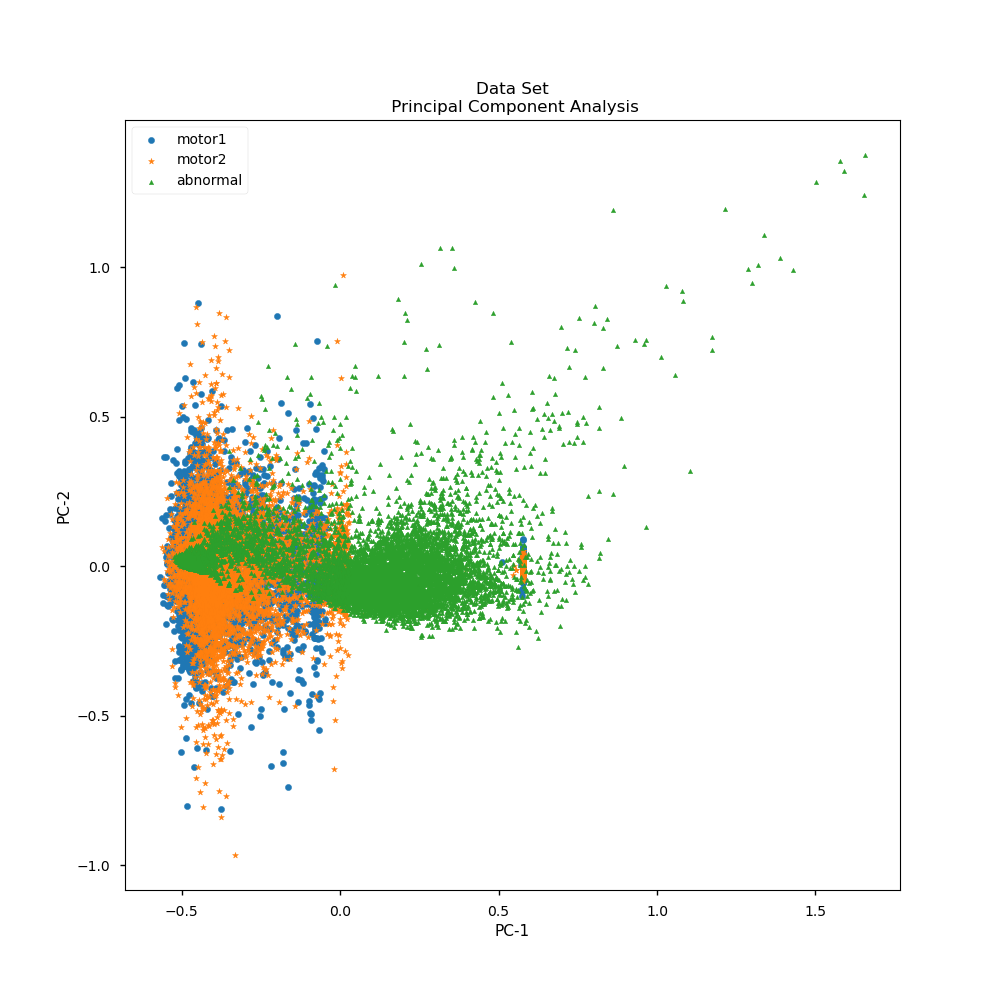 Data Set
Principal Component Analysis
motor1
motor2
abnormal
PC-2
1.0
0.5
0.0
−0.5
−1.0
−0.5
0.0
0.5
1.0
1.5
PC-1